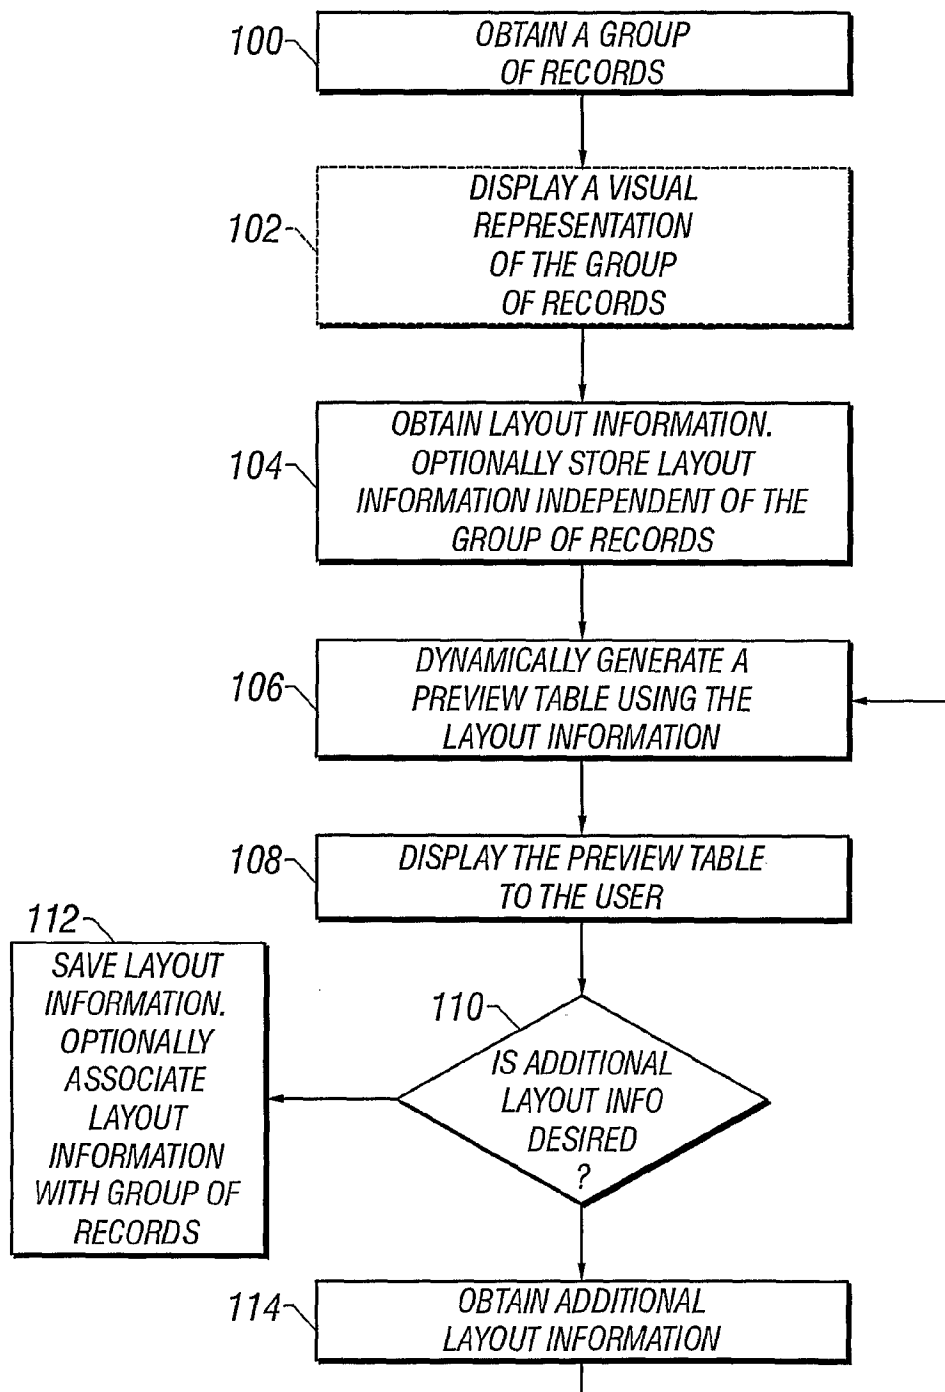 100
OBTAIN A GROUP
OF RECORDS
102
DISPLAY A VISUAL
REPRESENTATION
OF THE GROUP
OF RECORDS
104
OBTAIN LAYOUT INFORMATION.
OPTIONALLY STORE LAYOUT
INFORMATION INDEPENDENT OF THE
GROUP OF RECORDS
106
DYNAMICALLY GENERATE A
PREVIEW TABLE USING THE
LAYOUT INFORMATION
108
DISPLAY THE PREVIEW TABLE
TO THE USER
112
SAVE LAYOUT
INFORMATION.
OPTIONALLY
ASSOCIATE
LAYOUT
INFORMATION
WITH GROUP OF
RECORDS
110
IS ADDITIONAL
LAYOUT INFO
DESIRED
?
114
OBTAIN ADDITIONAL
LAYOUT INFORMATION